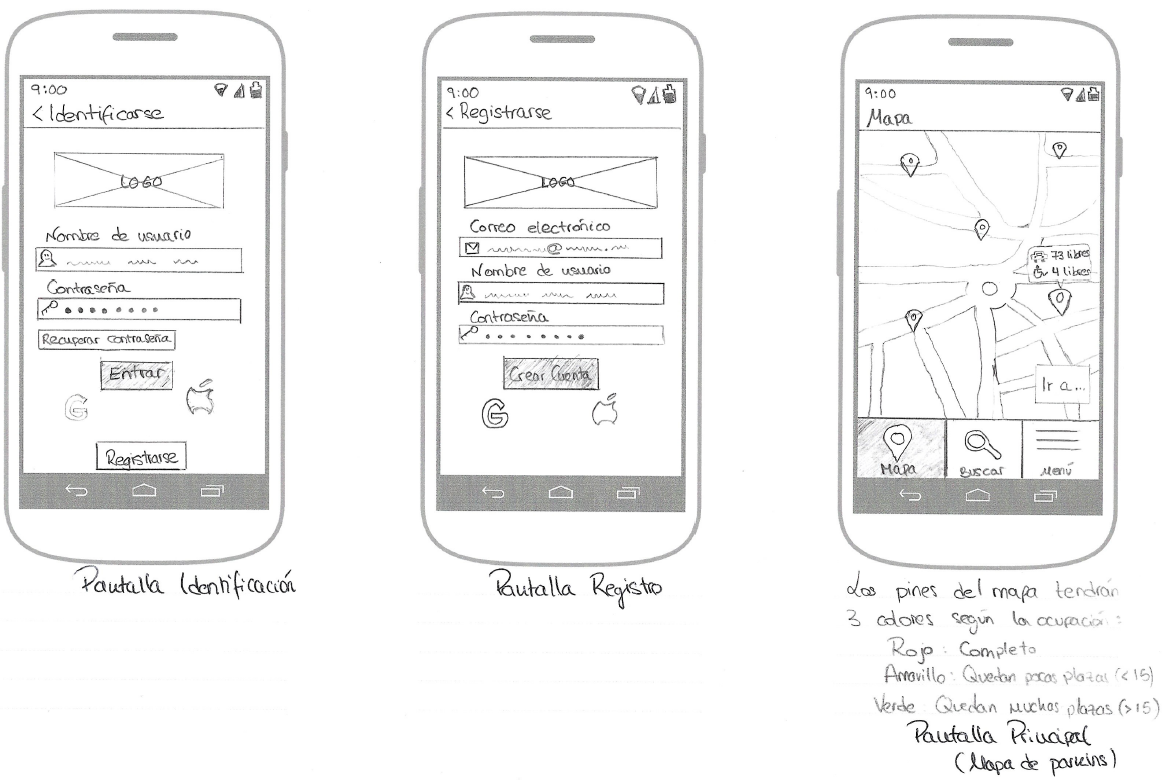 9:00
< Identificarse
LOGO
Nombre de usuario
Contraseña
Recuperar contraseña
Entrar
G
Registrarse
Pantalla Identificación
9:00
< Registrarse
LOGO
Correo electrónico
@
Nombre de usuario
Contraseña
Crear Cuenta
G
Pantalla Registro
9:00
Mapa
73 libres
4 libres
Ir a...
Mapa
Buscar
Menú
Los pines del mapa tendrán
3 colores según la ocupación:
Rojo: Completo
Amarillo: Quedan pocas plazas (<15)
Verde: Quedan muchas plazas (>15)
Pantalla Principal
(Mapa de parkins)